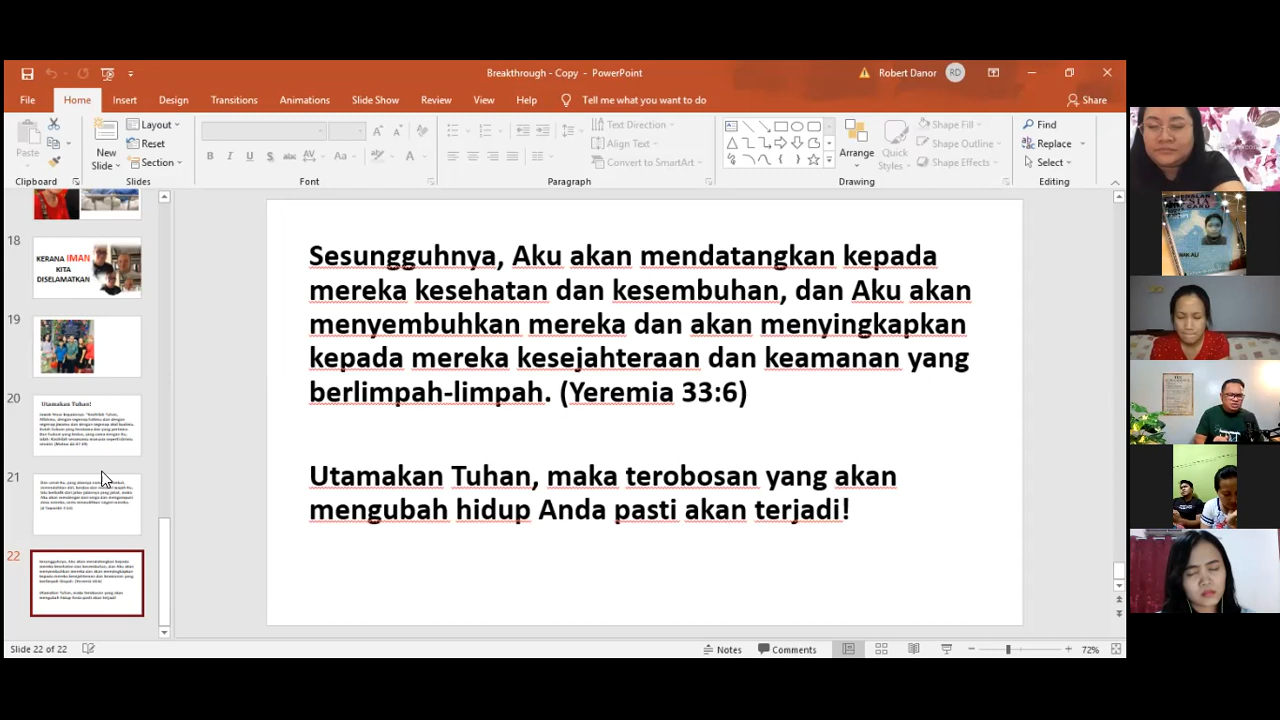 Breakthrough - Copy - PowerPoint
Robert Danor
RD
File
Home
Insert
Design
Transitions
Animations
Slide Show
Review
View
Help
Tell me what you want to do
Share
Paste
New
Slide
Layout
Reset
Section
Text Direction
Align Text
Convert to SmartArt
Arrange
Quick
Styles
Shape Fill
Shape Outline
Shape Effects
Find
Replace
Select
Clipboard
Slides
Font
Paragraph
Drawing
Editing
18
KERANA IMAN
KITA
DISELAMATKAN
19
20
Utamakan Tuhan!
21
22
Sesungguhnya, Aku akan mendatangkan kepada
mereka kesehatan dan kesembuhan, dan Aku akan
menyembuhkan mereka dan akan menyingkapkan
kepada mereka kesejahteraan dan keamanan yang
berlimpah-limpah. (Yeremia 33:6)
Utamakan Tuhan, maka terobosan yang akan
mengubah hidup Anda pasti akan terjadi!
Slide 22 of 22
Notes
Comments
72%